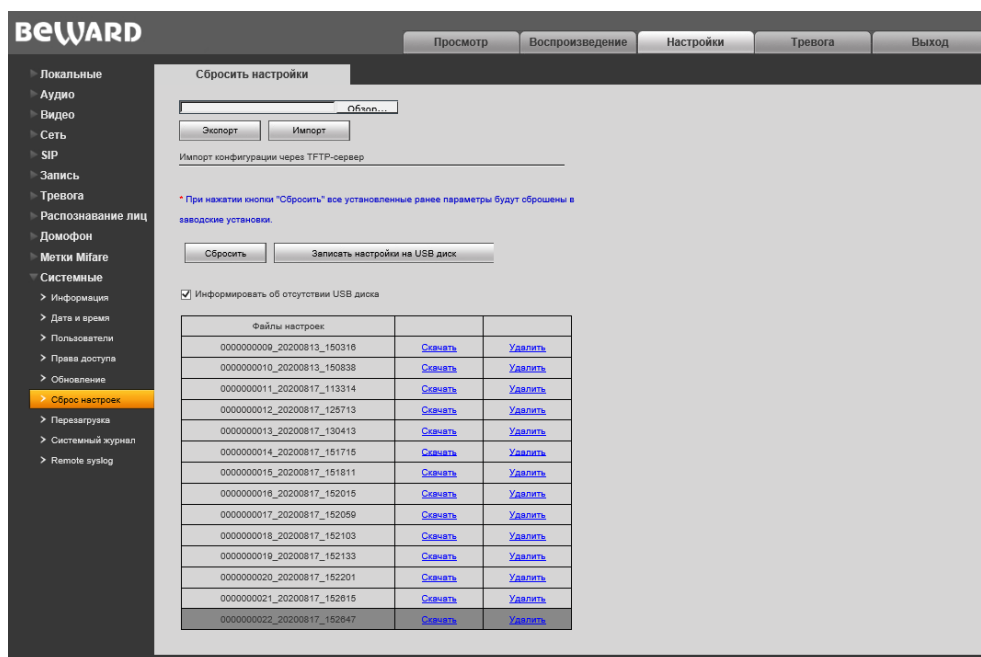 BEWARD
Просмотр
Воспроизведение
Настройки
Тревога
Выход
Локальные
Аудио
Видео
Сеть
SIP
Запись
Тревога
Распознавание лиц
Домофон
Метки Mifare
Системные
Информация
Дата и время
Пользователи
Права доступа
Обновление
Сброс настроек
Перезагрузка
Системный журнал
Remote syslog
Сбросить настройки
Обзор...
Экспорт Импорт
Импорт конфигурации через TFTP-сервер
* При нажатии кнопки "Сбросить" все установленные ранее параметры будут сброшены в
заводские установки.
Сбросить Записать настройки на USB диск
Информировать об отсутствии USB диска
Файлы настроек
0000000009_20200813_150316 Скачать Удалить
0000000010_20200813_150838 Скачать Удалить
0000000011_20200817_113314 Скачать Удалить
0000000012_20200817_125713 Скачать Удалить
0000000013_20200817_130413 Скачать Удалить
0000000014_20200817_151715 Скачать Удалить
0000000015_20200817_151811 Скачать Удалить
0000000016_20200817_152015 Скачать Удалить
0000000017_20200817_152059 Скачать Удалить
0000000018_20200817_152103 Скачать Удалить
0000000019_20200817_152133 Скачать Удалить
0000000020_20200817_152201 Скачать Удалить
0000000021_20200817_152615 Скачать Удалить
0000000022_20200817_152647 Скачать Удалить